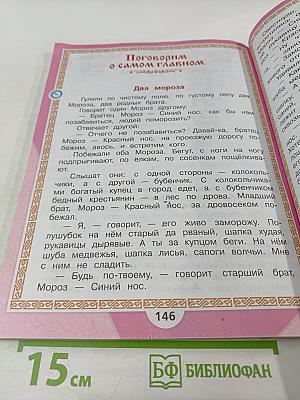 Поговорим
о самом главном
Два мороза
Гуляли по чистому полю, по густому лесу два
Мороза, два родных брата.
Говорит один Мороз другому:
— Братец Мороз — Синий нос, как бы нам
позабавиться, людей поморозить?
Отвечает другой:
— Отчего не позабавиться? Давай-ка, братец
Мороз — Красный нос, на проезжую дорогу по-
бежим, авось, и встретим кого.
Побежали оба Мороза. Бегут, с ноги на ногу
подпрыгивают, по ёлкам, по сосенкам пощёлкива-
ют.
Слышат они: с одной стороны — колоколь-
чики, а с другой — бубенчик. С колокольчика-
ми богатый купец в город едет, а с бубенчиком
бедный крестьянин — в лес по дрова. Младший
брат, Мороз — Красный нос, за дровосеком по-
бежал.
— Я, — говорит, — его живо заморожу. По-
лушубок на нём старый да рваный, шапка худая,
рукавицы дырявые. А ты за купцом беги. На нём
шуба медвежья, шапка лисья, сапоги волчьи. Мне
с ним не сладить.
— Будь по-твоему, — говорит старший брат,
Мороз — Синий нос.
146
15 см
БФ БИБЛИОФАН